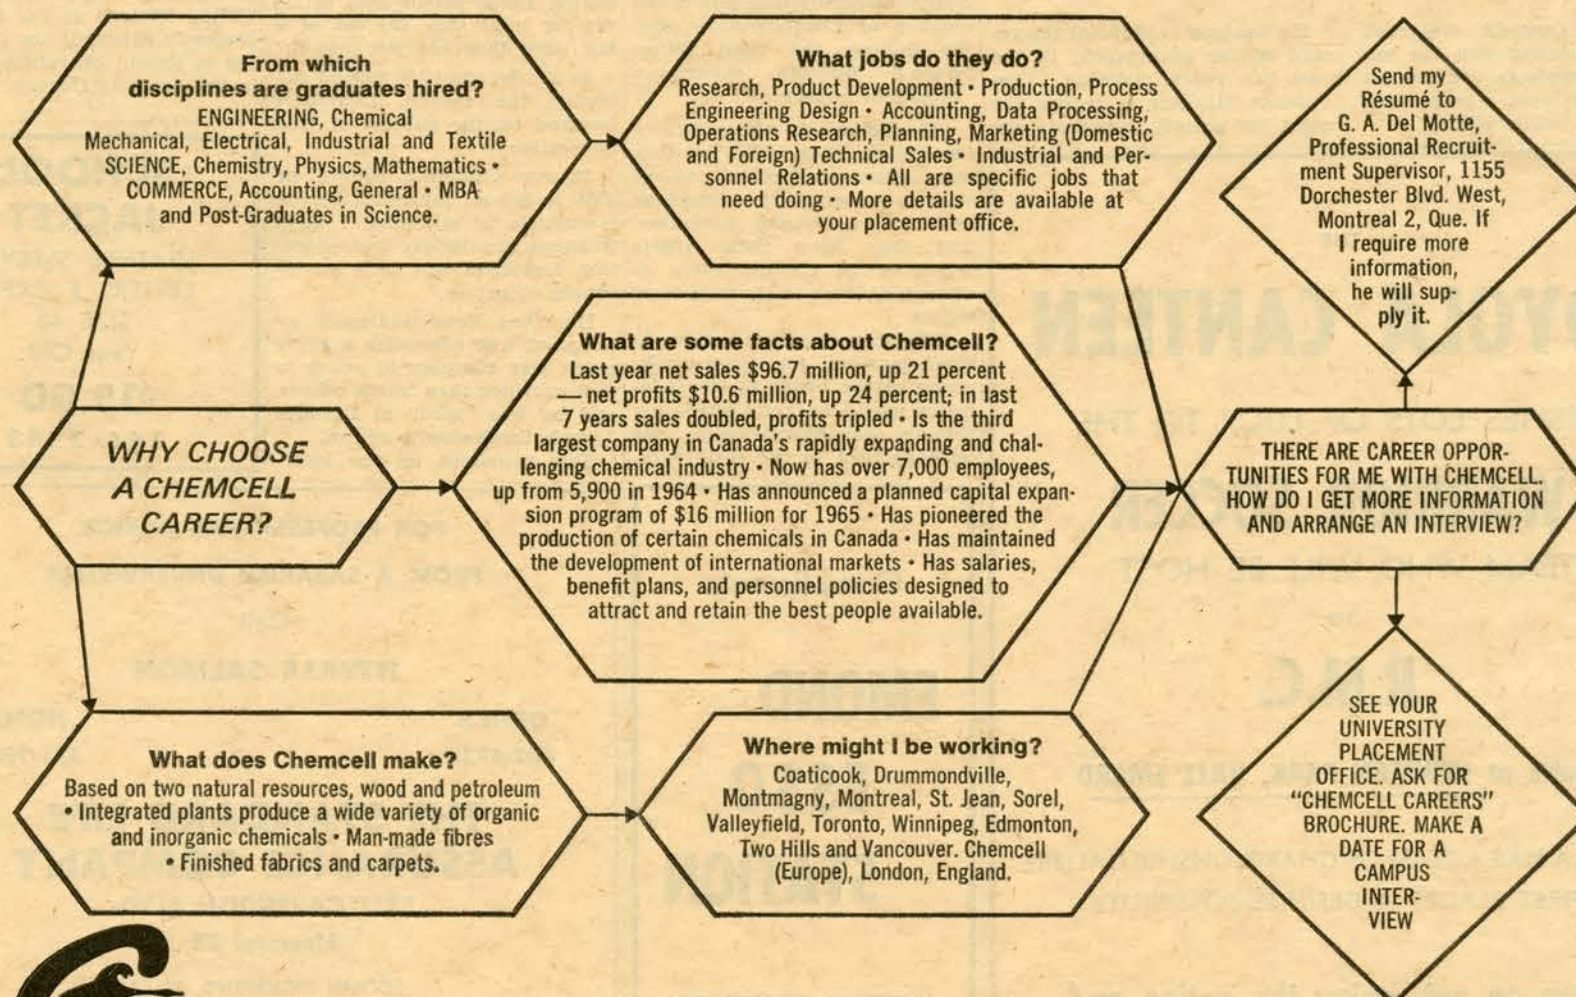 From which
disciplines are graduates hired?
ENGINEERING, Chemical
Mechanical, Electrical, Industrial and Textile
SCIENCE, Chemistry, Physics, Mathematics •
COMMERCE, Accounting, General • MBA
and Post-Graduates in Science.
What jobs do they do?
Research, Product Development • Production, Process
Engineering Design • Accounting, Data Processing,
Operations Research, Planning, Marketing (Domestic
and Foreign) Technical Sales • Industrial and Per-
sonnel Relations • All are specific jobs that
need doing • More details are available at
your placement office.
Send my
Résumé to
G. A. Del Motte,
Professional Recruit-
ment Supervisor, 1155
Dorchester Blvd. West,
Montreal 2, Que. If
I require more
information,
he will sup-
ply it.
WHY CHOOSE
A CHEMCELL
CAREER?
What are some facts about Chemcell?
Last year net sales $96.7 million, up 21 percent
— net profits $10.6 million, up 24 percent; in last
7 years sales doubled, profits tripled • Is the third
largest company in Canada's rapidly expanding and chal-
lenging chemical industry • Now has over 7,000 employees,
up from 5,900 in 1964 • Has announced a planned capital expan-
sion program of $16 million for 1965 • Has pioneered the
production of certain chemicals in Canada • Has maintained
the development of international markets • Has salaries,
benefit plans, and personnel policies designed to
attract and retain the best people available.
THERE ARE CAREER OPPOR-
TUNITIES FOR ME WITH CHEMCELL.
HOW DO I GET MORE INFORMATION
AND ARRANGE AN INTERVIEW?
What does Chemcell make?
Based on two natural resources, wood and petroleum
• Integrated plants produce a wide variety of organic
and inorganic chemicals • Man-made fibres
• Finished fabrics and carpets.
Where might I be working?
Coaticook, Drummondville,
Montmagny, Montreal, St. Jean, Sorel,
Valleyfield, Toronto, Winnipeg, Edmonton,
Two Hills and Vancouver. Chemcell
(Europe), London, England.
SEE YOUR
UNIVERSITY
PLACEMENT
OFFICE. ASK FOR
"CHEMCELL CAREERS"
BROCHURE. MAKE A
DATE FOR A
CAMPUS
INTER-
VIEW